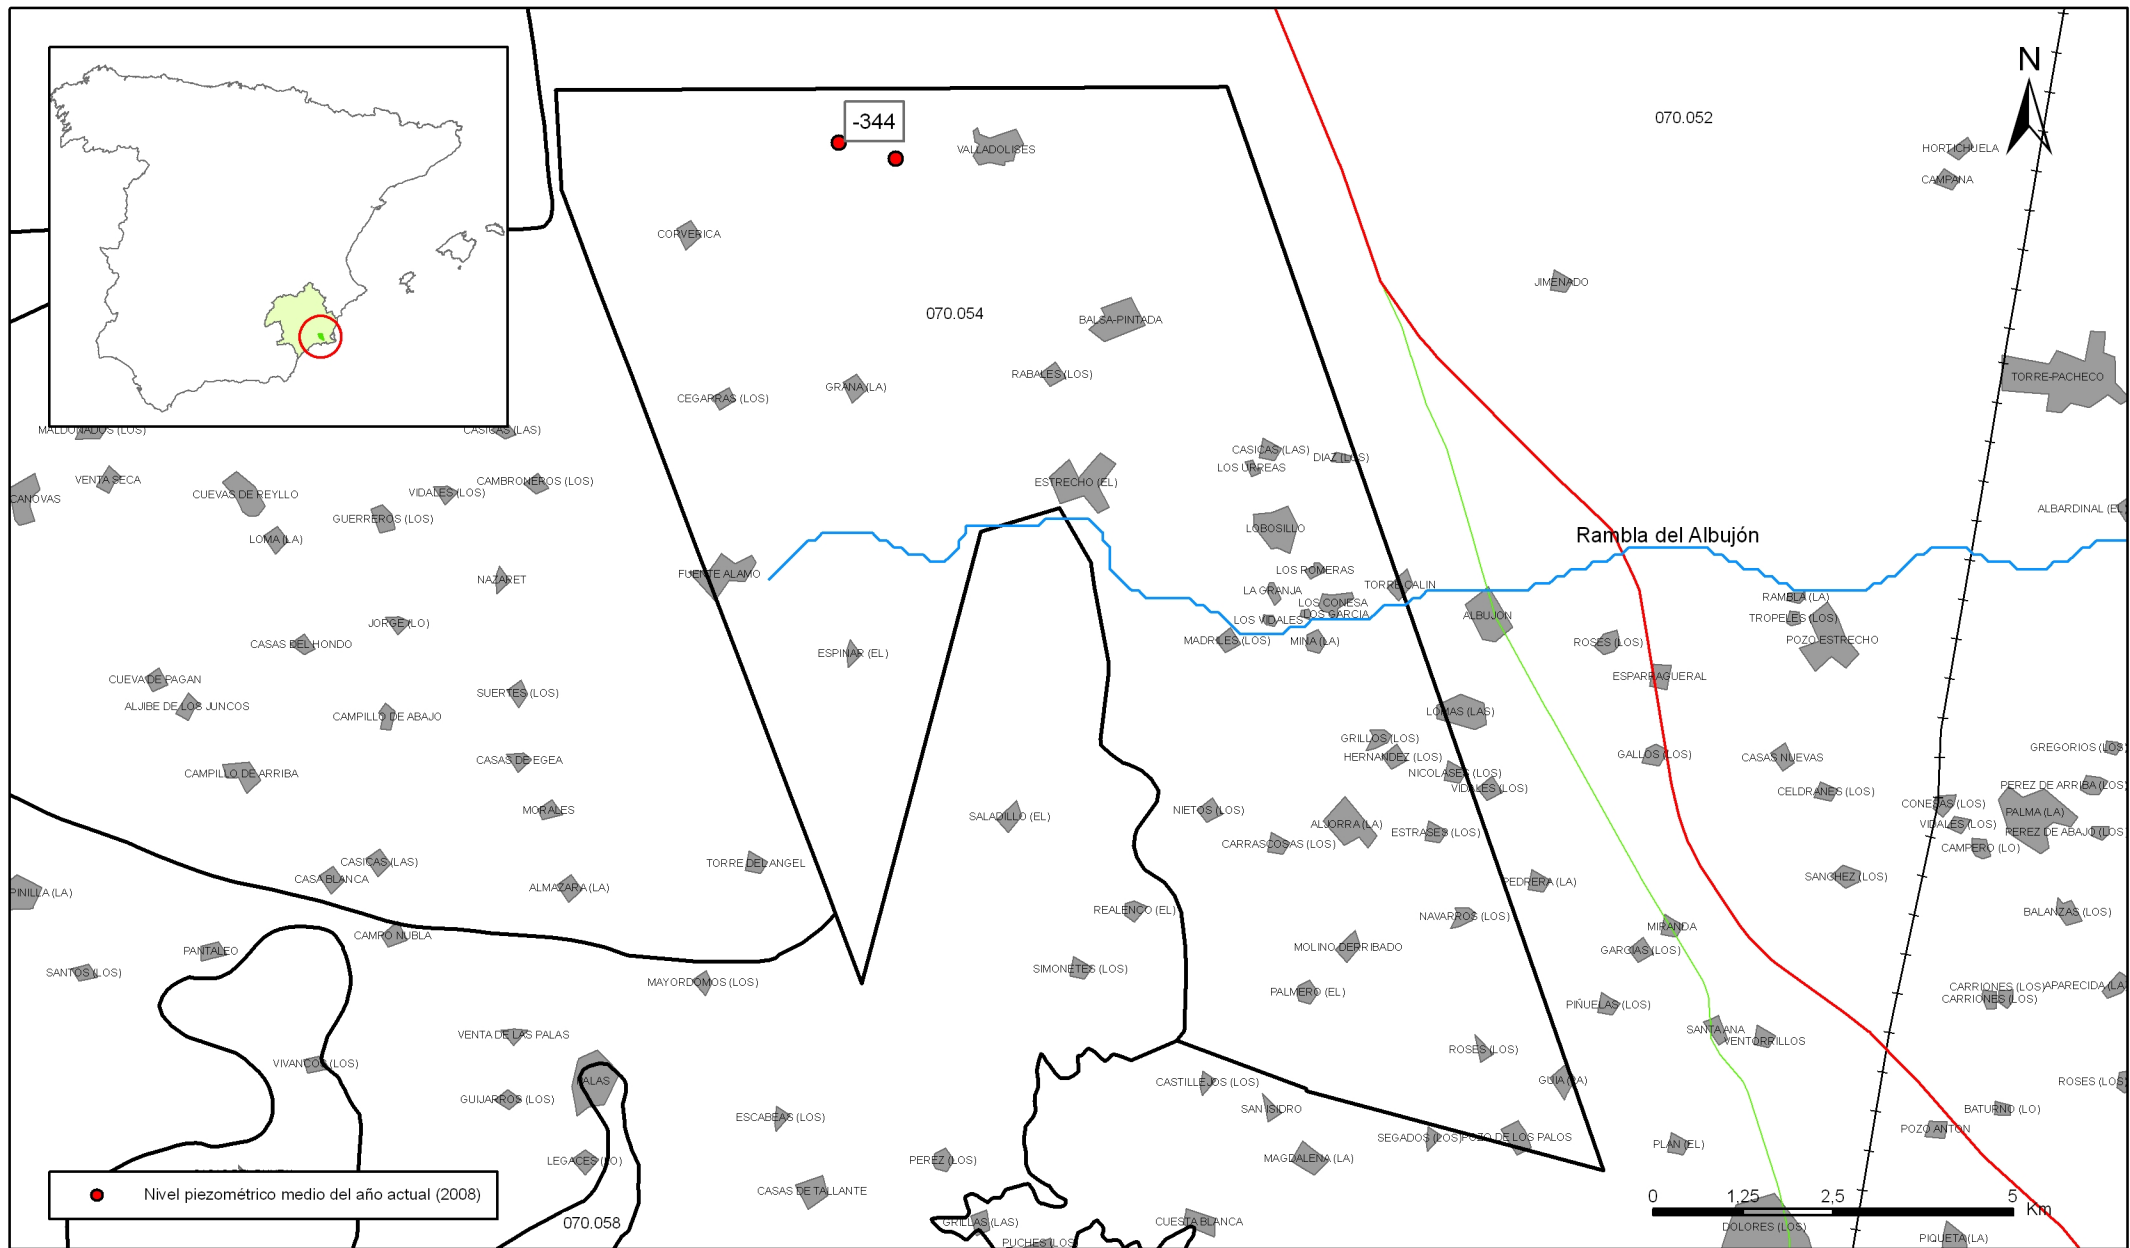 N
-344
070.052
VALLADOLISES
HORTICHUELA
CAMPANA
CORVERICA
JIMENADO
070.054
BALSA-PINTADA
RABALES (LOS)
TORRE-PACHECO
GRANA (LA)
CEGARRAS (LOS)
MALDONADOS (LOS)
CASICAS (LAS)
CASICAS (LAS)
DIAZ (LOS)
LOS URREAS
VENTA SECA
CAMBRONEROS (LOS)
ESTRECHO (EL)
CUEVAS DE REYLLO
VIDALES (LOS)
CANOVAS
ALBARDINAL (EL)
GUERREROS (LOS)
LOBOSILLO
Rambla del Albujón
LOMA (LA)
LOS ROMERAS
FUENTE ALAMO
NAZARET
TORRE CALIN
LA GRANJA
RAMBLA (LA)
LOS CONESA
LOS GARCIA
ALBUJON
TROPELES (LOS)
LOS VIDALES
JORGE (LO)
MADRILES (LOS)
MINA (LA)
ROSES (LOS)
POZO ESTRECHO
CASAS DEL HONDO
ESPINAR (EL)
ESPARRAGUERAL
CUEVA DE PAGAN
SUERTES (LOS)
ALJIBE DE LOS JUNCOS
LOMAS (LAS)
CAMPILLO DE ABAJO
GRILLOS (LOS)
GREGORIOS (LOS)
HERNANDEZ (LOS)
GALLOS (LOS)
CASAS NUEVAS
CASAS DE EGEA
CAMPILLO DE ARRIBA
NICOLASES (LOS)
PEREZ DE ARRIBA (LOS)
VIDALES (LOS)
CELDRANES (LOS)
CONESAS (LOS)
MORALES
NIETOS (LOS)
PALMA (LA)
SALADILLO (EL)
ALJORRA (LA)
VIDALES (LOS)
ESTRASES (LOS)
PEREZ DE ABAJO (LOS)
CARRASCOSAS (LOS)
CAMPERO (LO)
CASICAS (LAS)
TORRE DEL ANGEL
SANCHEZ (LOS)
CASA BLANCA
PEDRERA (LA)
ALMAZARA (LA)
PINILLA (LA)
REALENCO (EL)
BALANZAS (LOS)
NAVARROS (LOS)
MIRANDA
CAMPO NUBLA
MOLINO DERRIBADO
PANTALEO
GARCIAS (LOS)
SIMONETES (LOS)
SANTOS (LOS)
MAYORDOMOS (LOS)
CARRIONES (LOS)
APARECIDA (LA)
PALMERO (EL)
CARRIONES (LOS)
PIÑUELAS (LOS)
SANTA ANA
VENTA DE LAS PALAS
VENTORRILLOS
ROSES (LOS)
VIVANCOS (LOS)
PALAS
CASTILLEJOS (LOS)
GUIA (LA)
ROSES (LOS)
GUIJARROS (LOS)
SAN ISIDRO
BATURNO (LO)
ESCABEAS (LOS)
POZO ANTON
SEGADOS (LOS)
POZO DE LOS PALOS
PLAN (EL)
MAGDALENA (LA)
LEGACES (LO)
PEREZ (LOS)
CASAS DE TALLANTE
Nivel piezométrico medio del año actual (2008)
0 1,25 2,5 5
Km
070.058
GRILLAS (LAS)
CUESTA BLANCA
DOLORES (LOS)
PIQUETA (LA)
PUCHES (LOS)